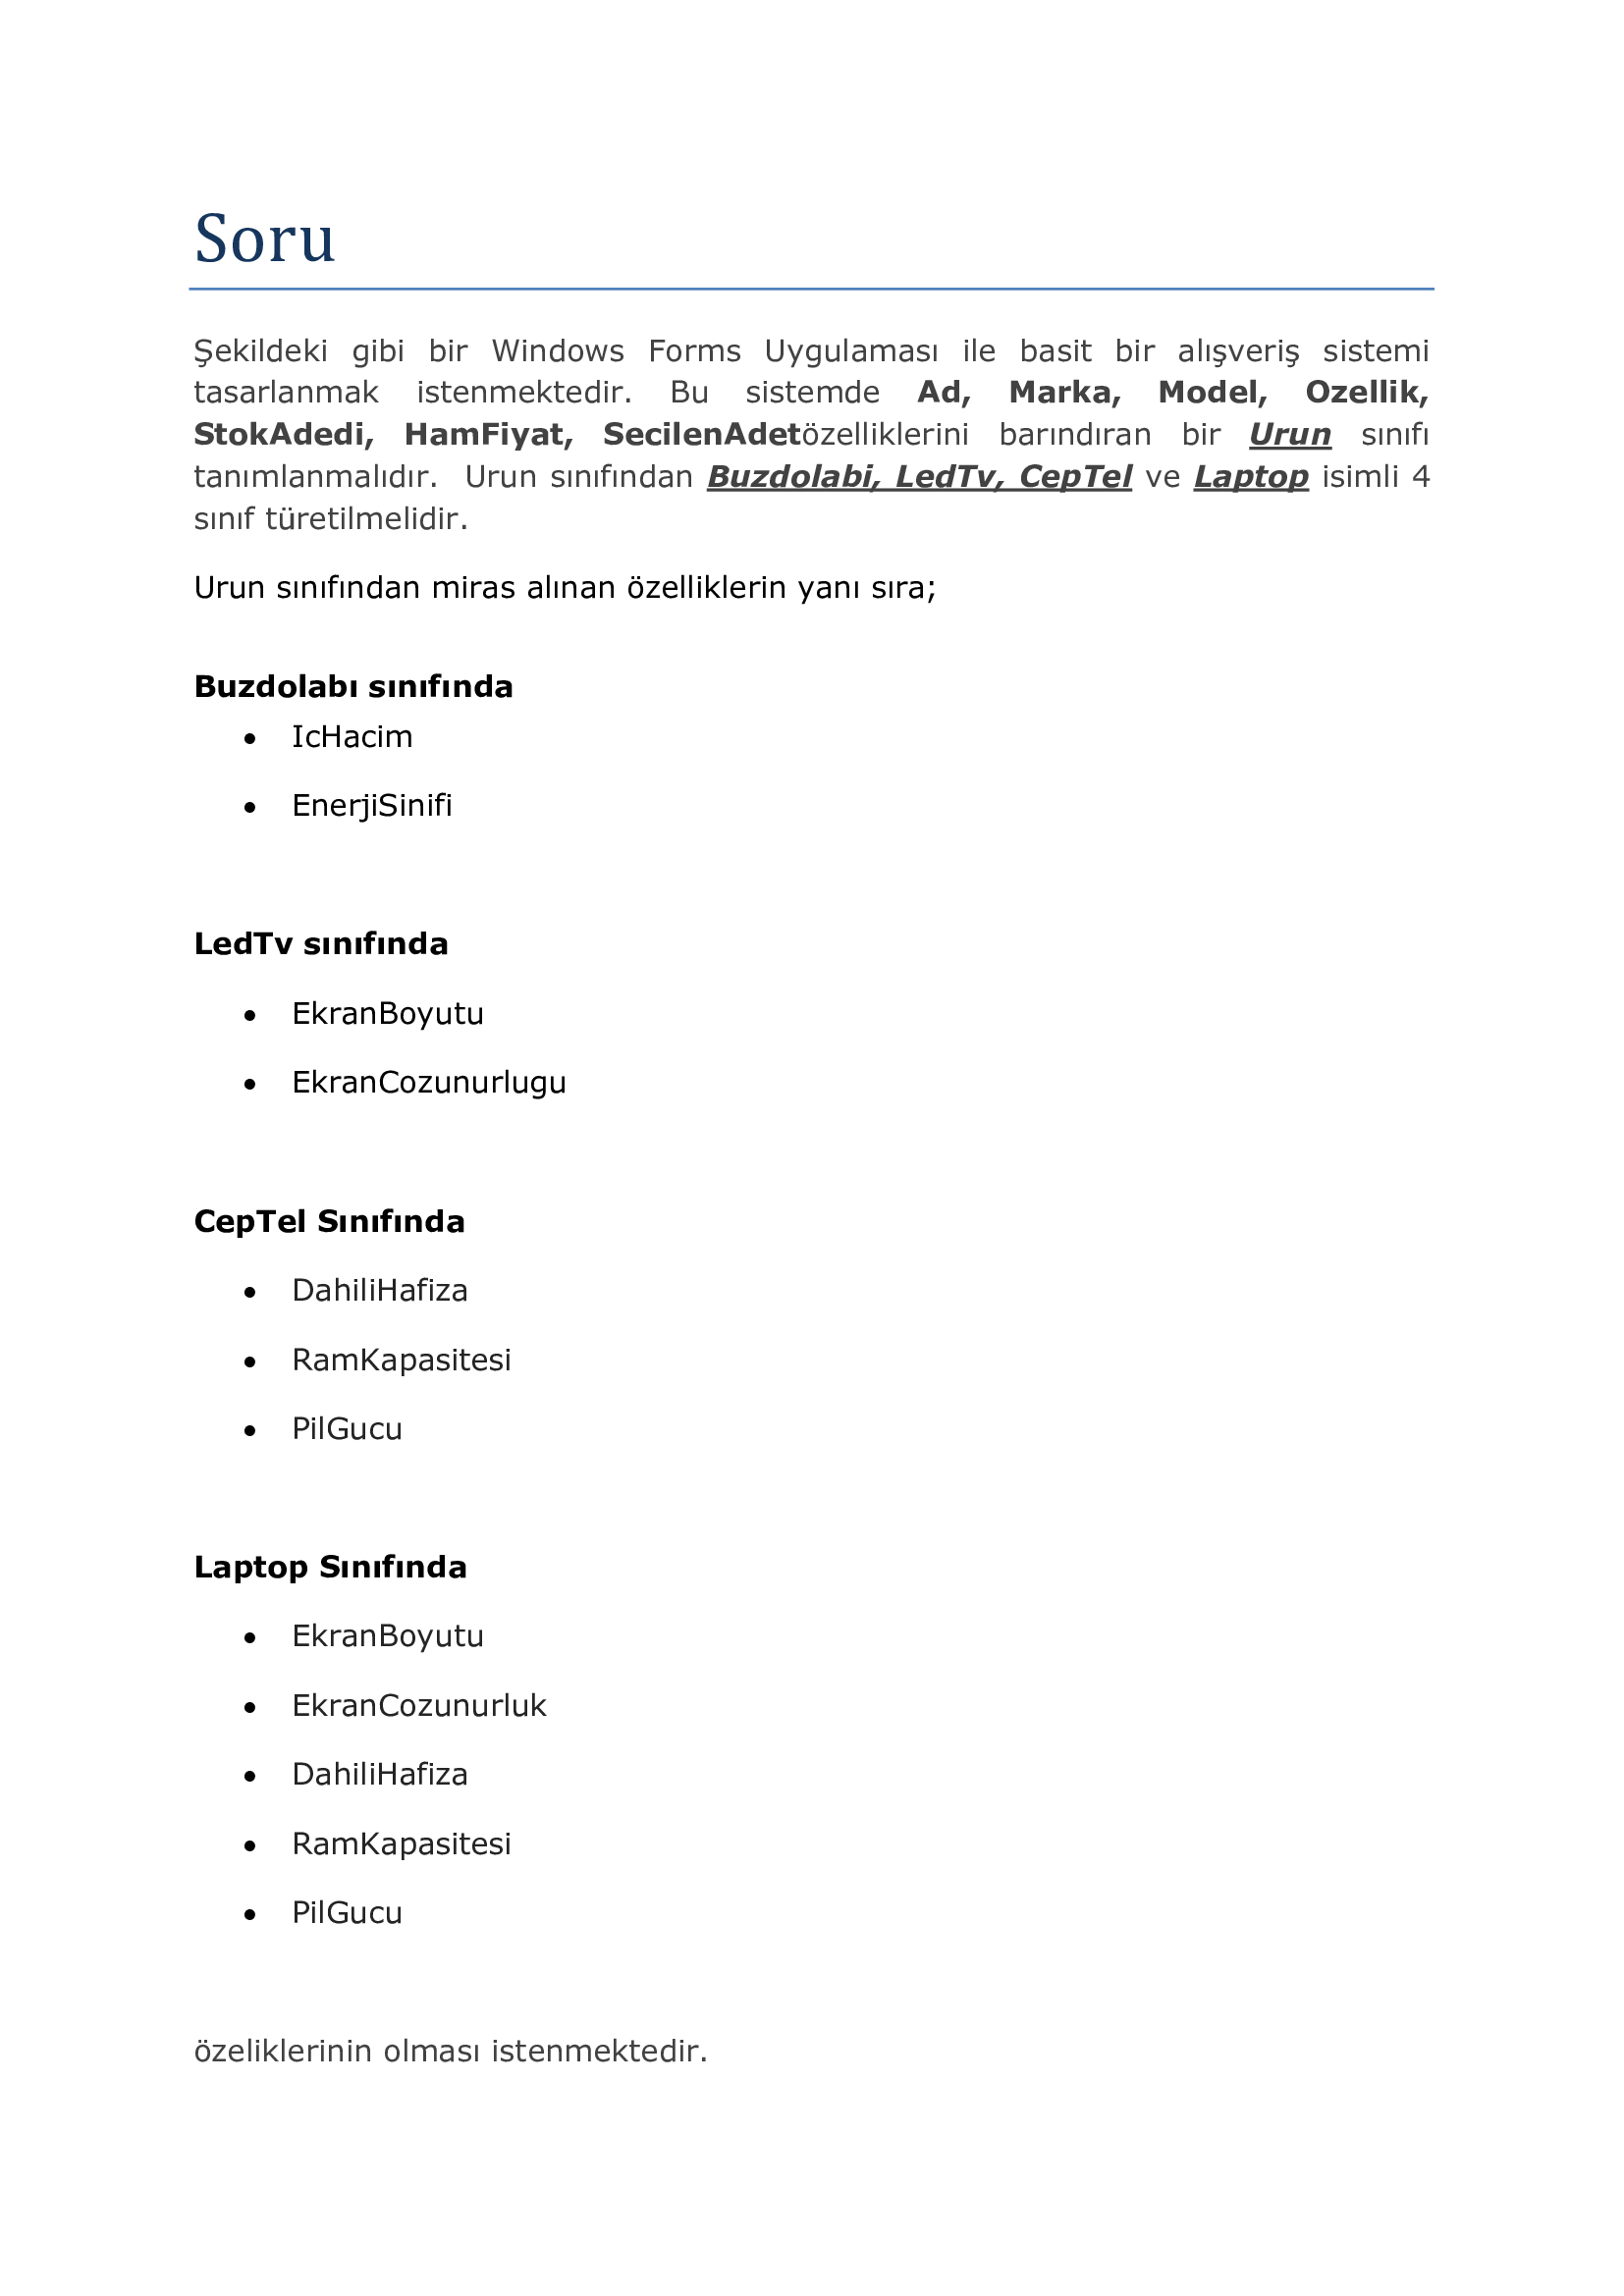 Soru
Şekildeki gibi bir Windows Forms Uygulaması ile basit bir alışveriş sistemi
tasarlanmak istenmektedir. Bu sistemde Ad, Marka, Model, Ozellik,
StokAdedi, HamFiyat, SecilenAdetözelliklerini barındıran bir Urun sınıfı
tanımlanmalıdır. Urun sınıfından Buzdolabi, LedTv, CepTel ve Laptop isimli 4
sınıf türetilmelidir.
Urun sınıfından miras alınan özelliklerin yanı sıra;
Buzdolabı sınıfında
• IcHacim
• EnerjiSinifi
LedTv sınıfında
• EkranBoyutu
• EkranCozunurlugu
CepTel Sınıfında
• DahiliHafiza
• RamKapasitesi
• PilGucu
Laptop Sınıfında
• EkranBoyutu
• EkranCozunurluk
• DahiliHafiza
• RamKapasitesi
• PilGucu
özeliklerinin olması istenmektedir.